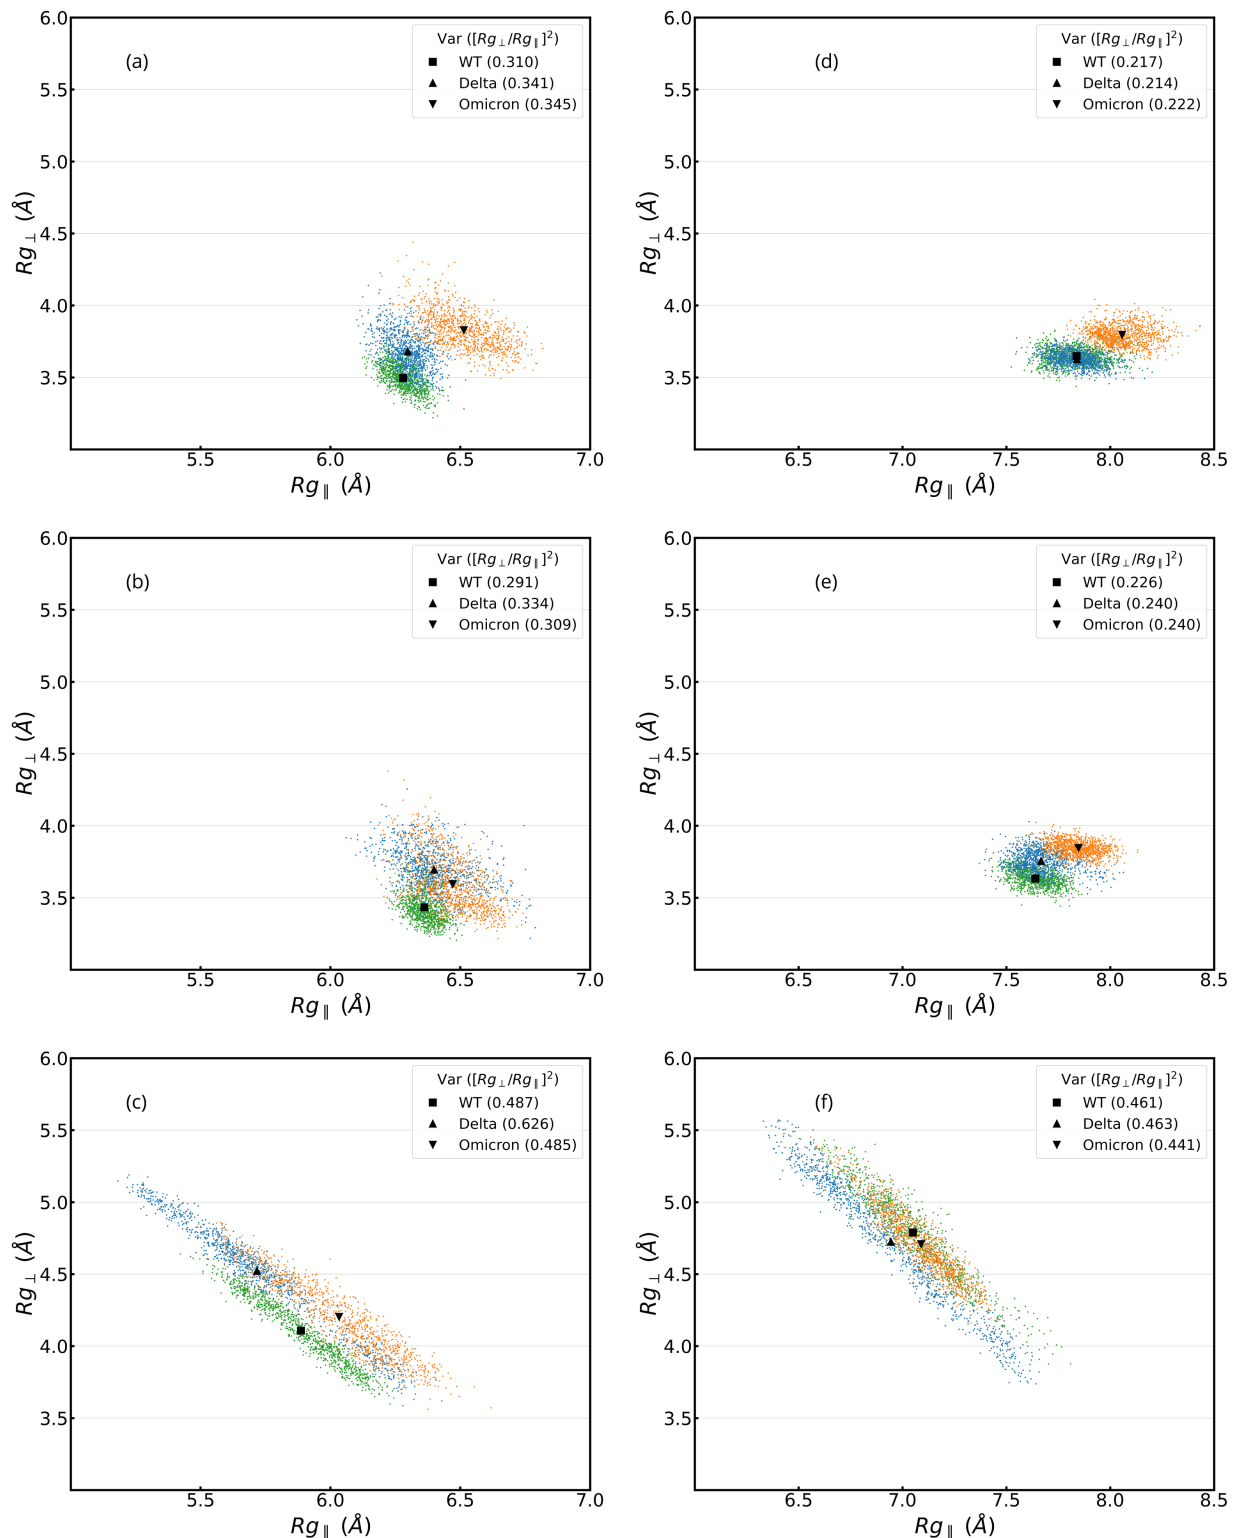 (a)
Var ([Rg⊥/Rg∥]²)
WT (0.310)
Delta (0.341)
Omicron (0.345)
6.0
5.5
5.0
4.5
4.0
3.5
Rg⊥ (Å)
5.5 6.0 6.5 7.0
Rg∥ (Å)
(d)
Var ([Rg⊥/Rg∥]²)
WT (0.217)
Delta (0.214)
Omicron (0.222)
6.0
5.5
5.0
4.5
4.0
3.5
Rg⊥ (Å)
6.5 7.0 7.5 8.0 8.5
Rg∥ (Å)
(b)
Var ([Rg⊥/Rg∥]²)
WT (0.291)
Delta (0.334)
Omicron (0.309)
6.0
5.5
5.0
4.5
4.0
3.5
Rg⊥ (Å)
5.5 6.0 6.5 7.0
Rg∥ (Å)
(e)
Var ([Rg⊥/Rg∥]²)
WT (0.226)
Delta (0.240)
Omicron (0.240)
6.0
5.5
5.0
4.5
4.0
3.5
Rg⊥ (Å)
6.5 7.0 7.5 8.0 8.5
Rg∥ (Å)
(c)
Var ([Rg⊥/Rg∥]²)
WT (0.487)
Delta (0.626)
Omicron (0.485)
6.0
5.5
5.0
4.5
4.0
3.5
Rg⊥ (Å)
5.5 6.0 6.5 7.0
Rg∥ (Å)
(f)
Var ([Rg⊥/Rg∥]²)
WT (0.461)
Delta (0.463)
Omicron (0.441)
6.0
5.5
5.0
4.5
4.0
3.5
Rg⊥ (Å)
6.5 7.0 7.5 8.0 8.5
Rg∥ (Å)